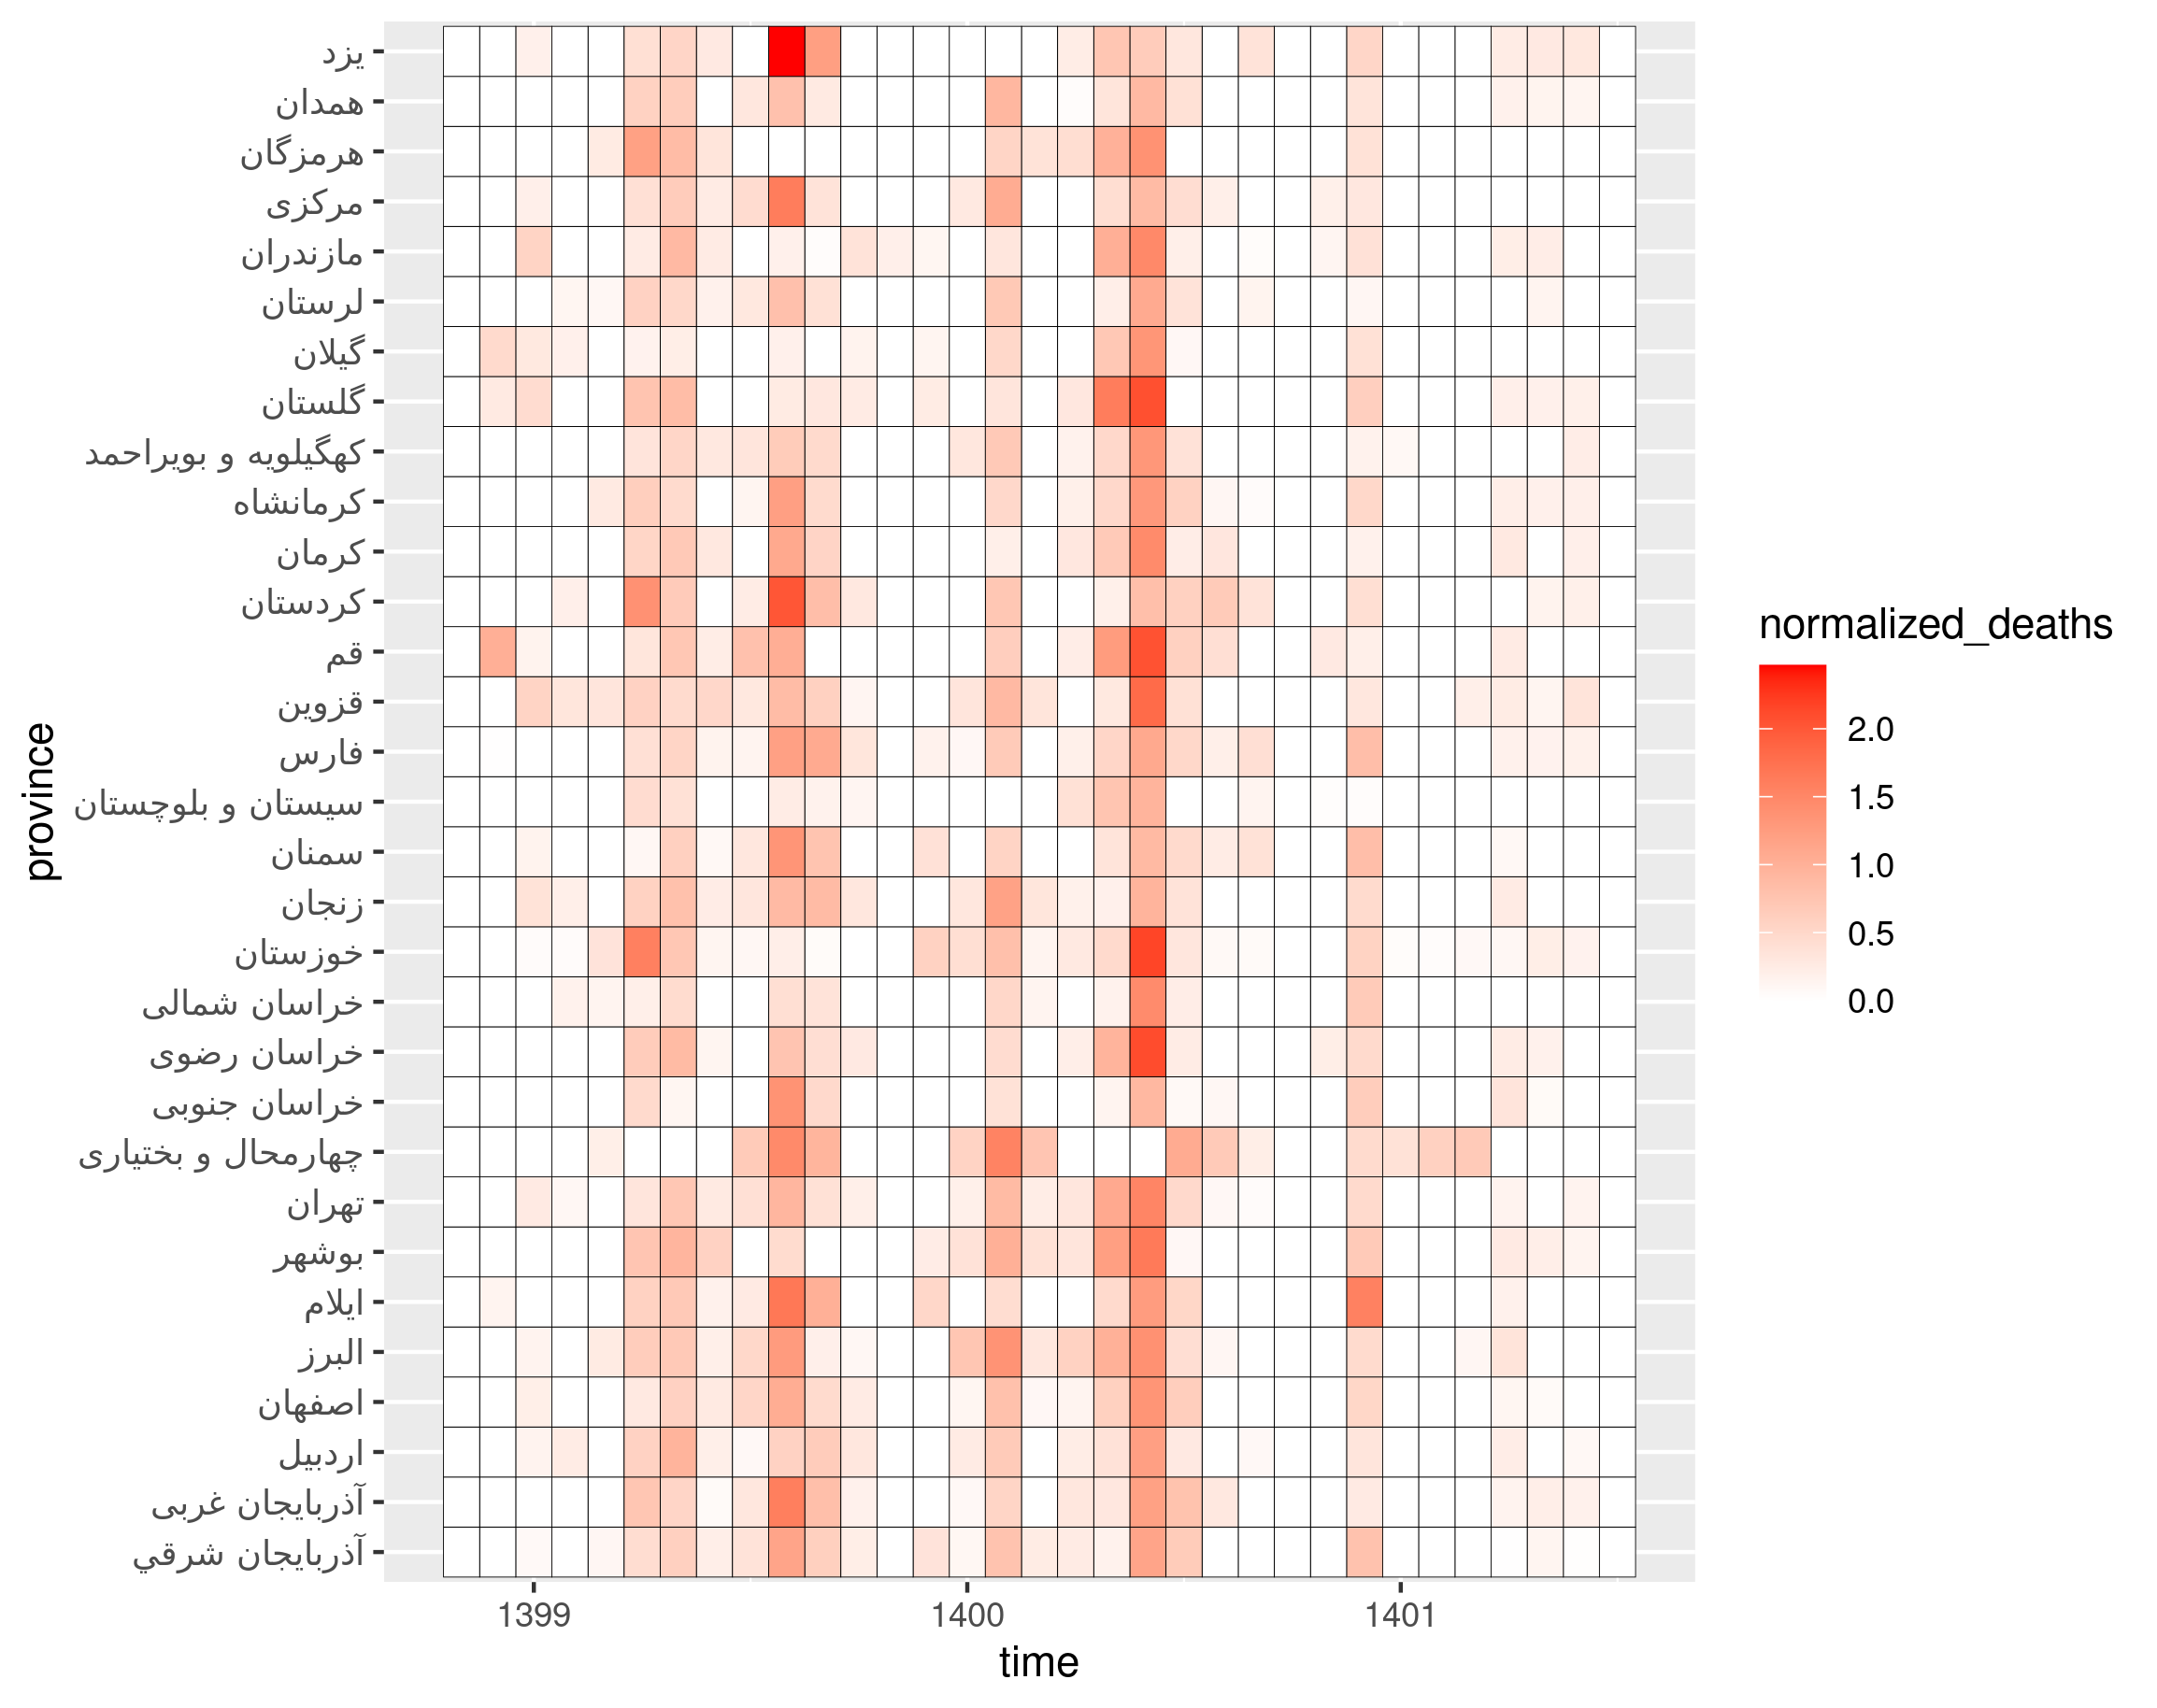 province
یزد
همدان
هرمزگان
مرکزی
مازندران
لرستان
گیلان
گلستان
کهگیلویه و بویراحمد
کرمانشاه
کرمان
کردستان
قم
قزوین
فارس
سیستان و بلوچستان
سمنان
زنجان
خوزستان
خراسان شمالی
خراسان رضوی
خراسان جنوبی
چهارمحال و بختیاری
تهران
بوشهر
ایلام
البرز
اصفهان
اردبیل
آذربایجان غربی
آذربایجان شرقي
1399 1400 1401
time
normalized_deaths
2.0
1.5
1.0
0.5
0.0